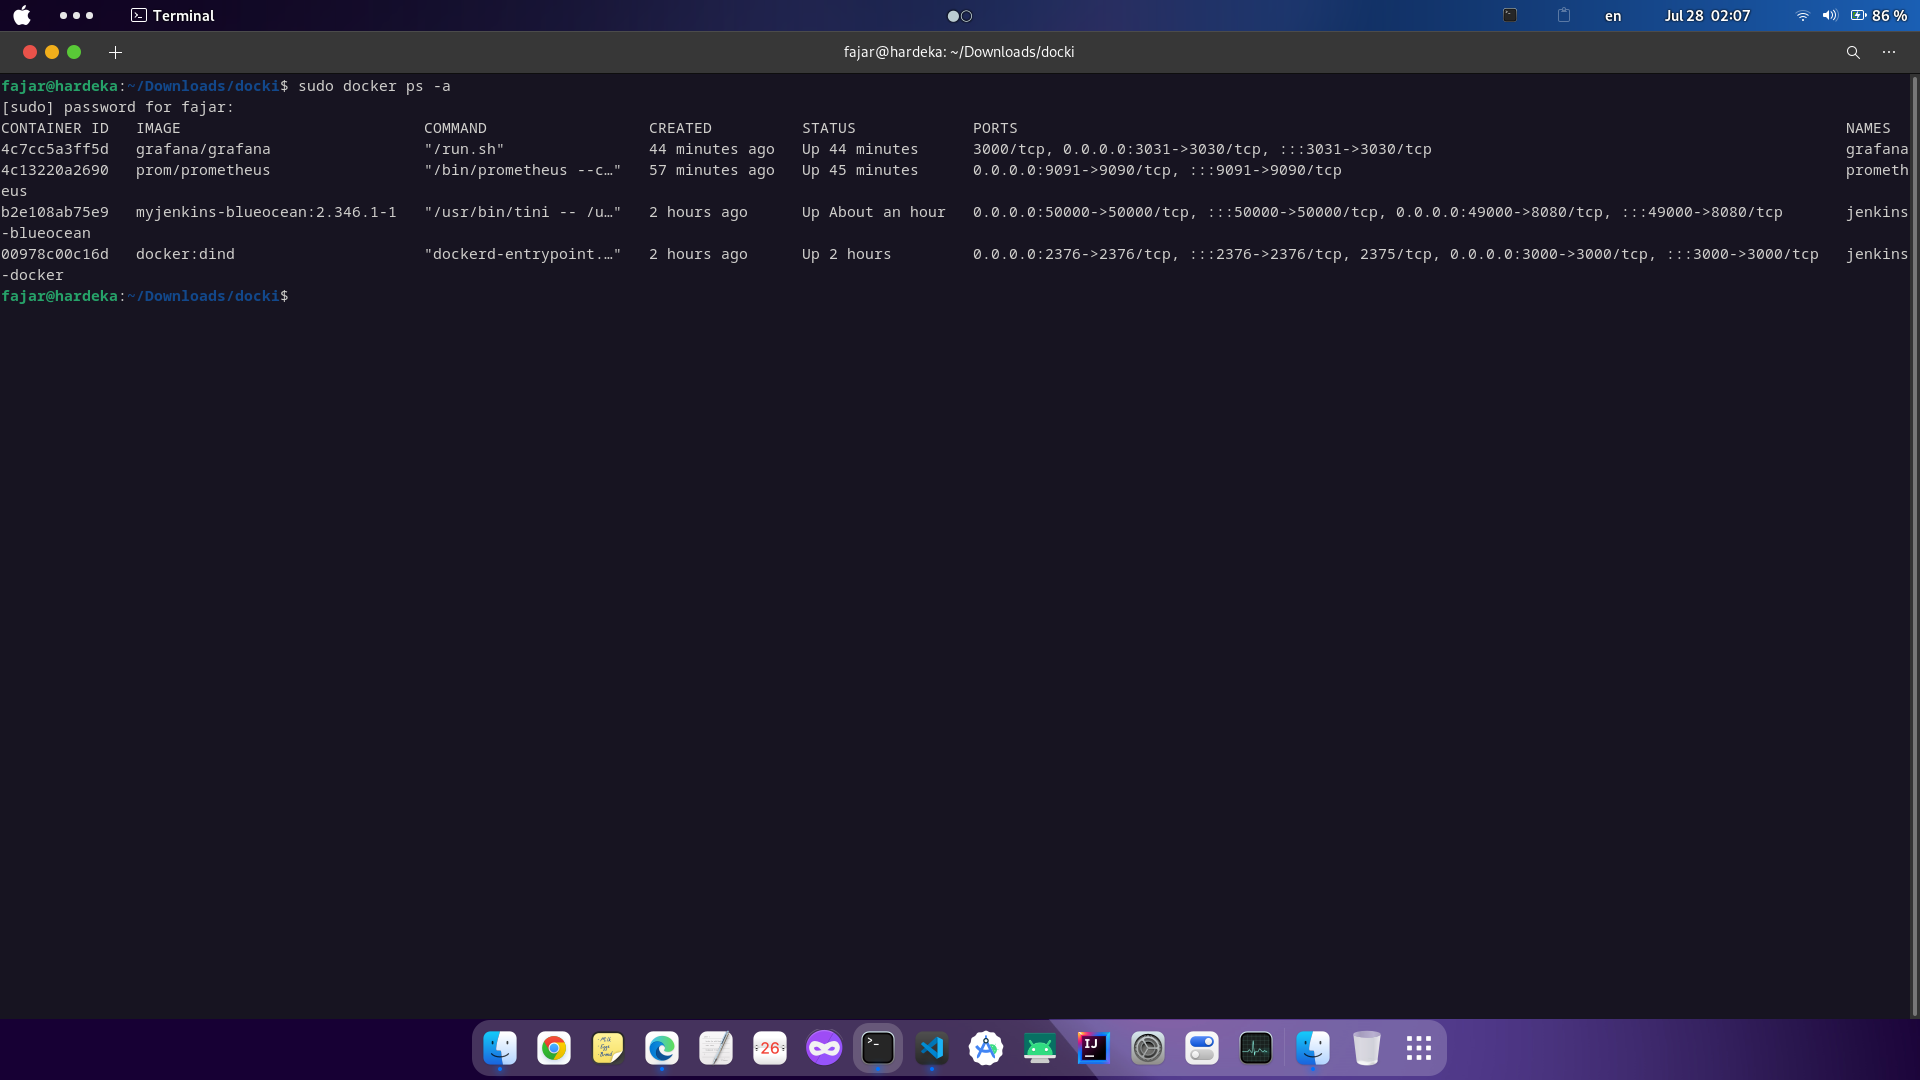 Terminal
en
Jul 28 02:07
86 %
fajar@hardeka: ~/Downloads/docki
fajar@hardeka:~/Downloads/docki$ sudo docker ps -a
[sudo] password for fajar:
CONTAINER ID   IMAGE                           COMMAND                  CREATED          STATUS             PORTS                                                                                            NAMES
4c7cc5a3ff5d   grafana/grafana                 "/run.sh"                44 minutes ago   Up 44 minutes      3000/tcp, 0.0.0.0:3031->3030/tcp, :::3031->3030/tcp                                              grafana
4c13220a2690   prom/prometheus                 "/bin/prometheus --c…"   57 minutes ago   Up 45 minutes      0.0.0.0:9091->9090/tcp, :::9091->9090/tcp                                                        prometh
eus
b2e108ab75e9   myjenkins-blueocean:2.346.1-1   "/usr/bin/tini -- /u…"   2 hours ago      Up About an hour   0.0.0.0:50000->50000/tcp, :::50000->50000/tcp, 0.0.0.0:49000->8080/tcp, :::49000->8080/tcp       jenkins
-blueocean
00978c00c16d   docker:dind                     "dockerd-entrypoint.…"   2 hours ago      Up 2 hours         0.0.0.0:2376->2376/tcp, :::2376->2376/tcp, 2375/tcp, 0.0.0.0:3000->3000/tcp, :::3000->3000/tcp   jenkins
-docker
fajar@hardeka:~/Downloads/docki$
26
IJ